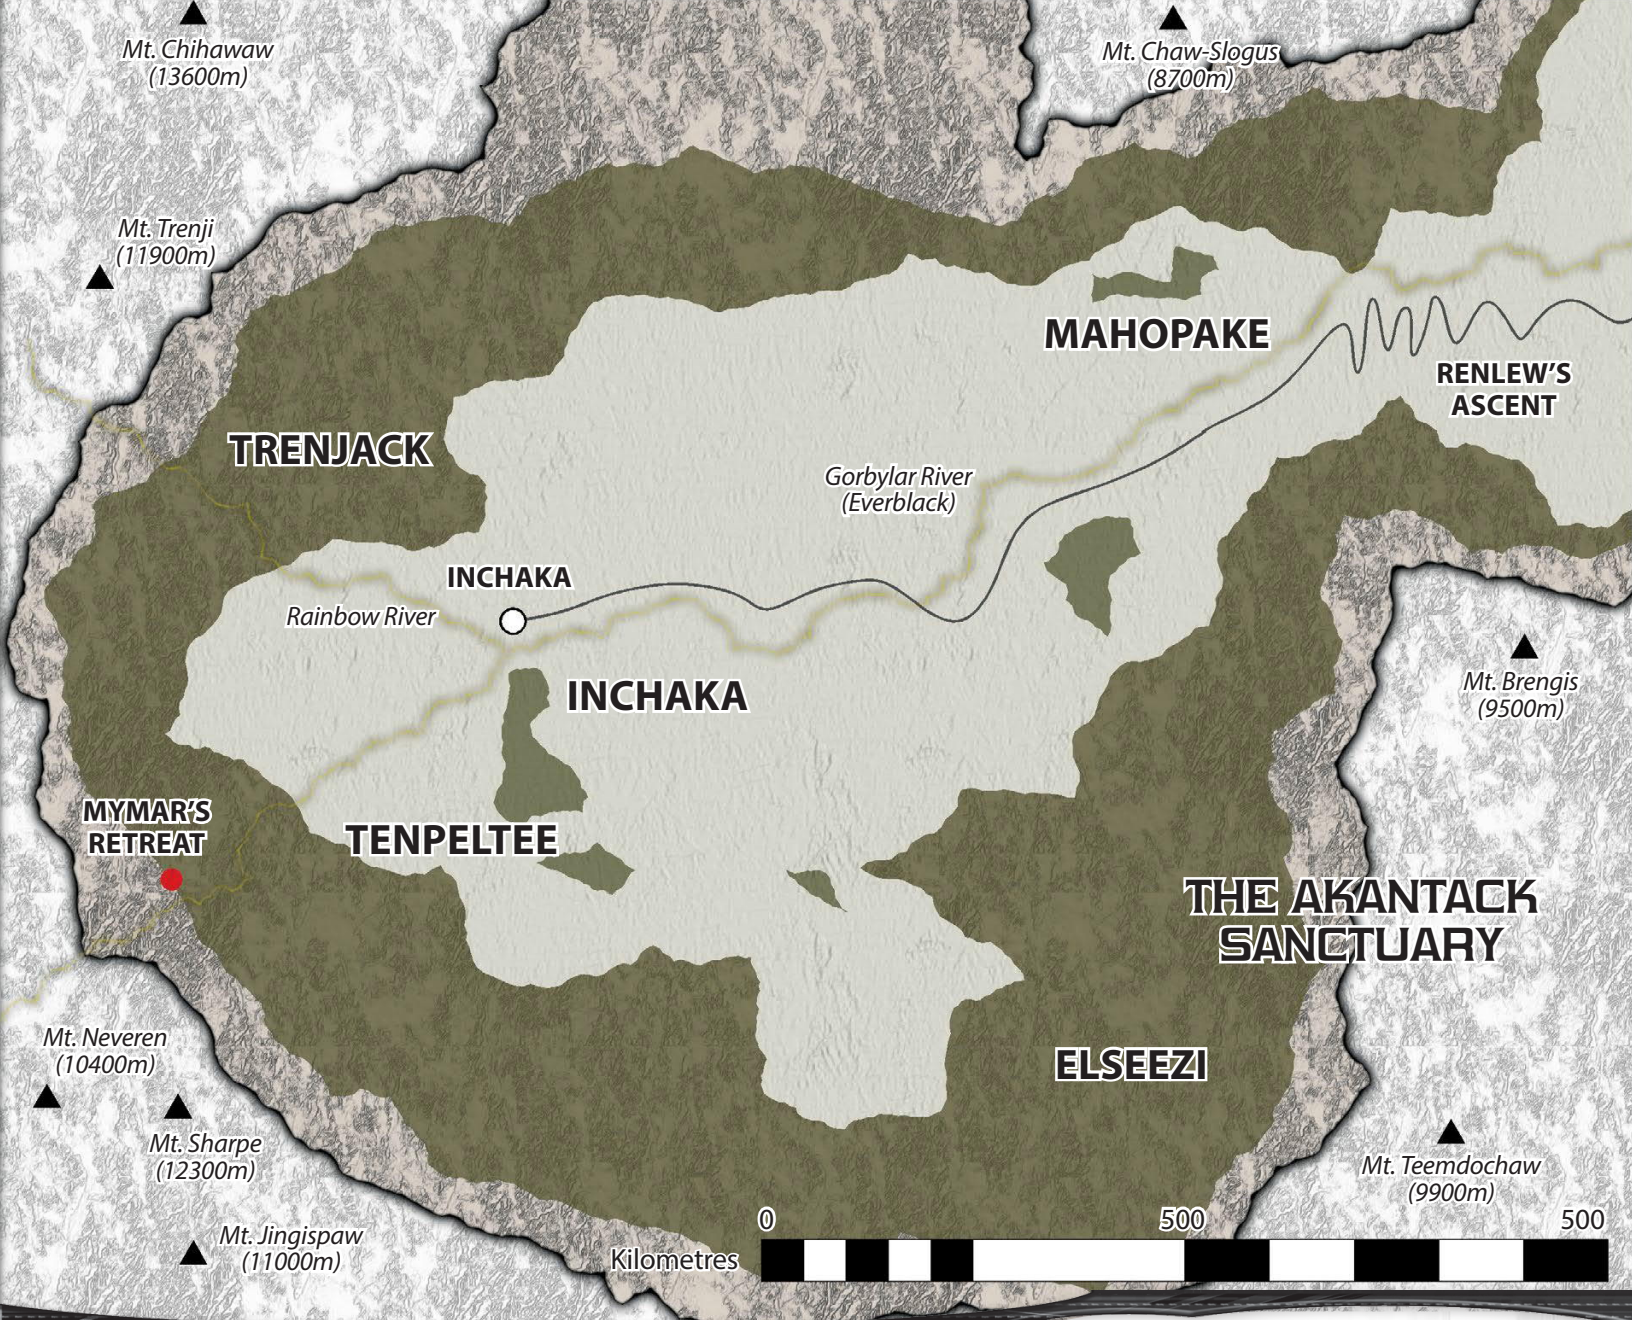 Mt. Chihawaw
(13600m)
Mt. Chaw-Slogus
(8700m)
Mt. Trenji
(11900m)
MAHOPAKE
RENLEW'S
ASCENT
TRENJACK
Gorbylar River
(Everblack)
INCHAKA
Rainbow River
INCHAKA
Mt. Brengis
(9500m)
MYMAR'S
RETREAT
TENPELTEE
THE AKANTACK
SANCTUARY
Mt. Neveren
(10400m)
ELSEEZI
Mt. Sharpe
(12300m)
Mt. Teemdochaw
(9900m)
Mt. Jingispaw
(11000m)
0 500 500
Kilometres